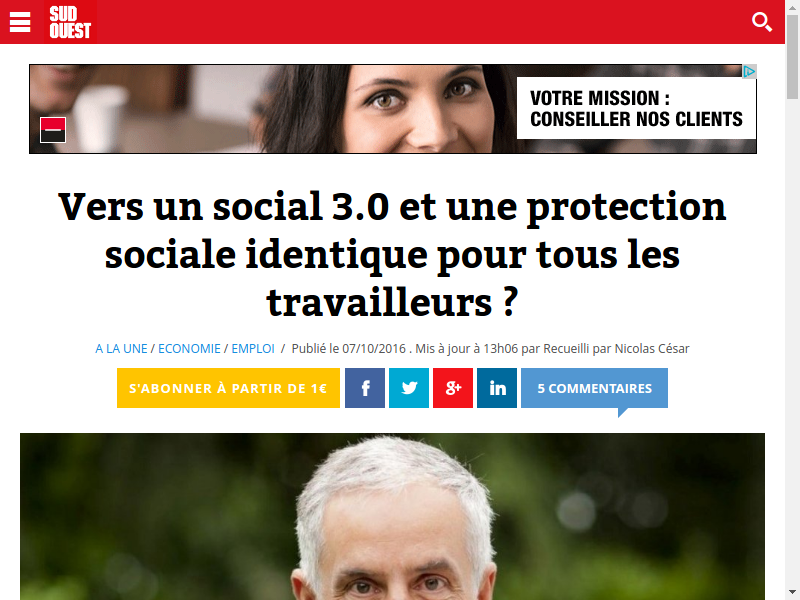 SUD
OUEST
VOTRE MISSION :
CONSEILLER NOS CLIENTS
Vers un social 3.0 et une protection
sociale identique pour tous les
travailleurs ?
A LA UNE / ECONOMIE / EMPLOI / Publié le 07/10/2016 . Mis à jour à 13h06 par Recueilli par Nicolas César
S'ABONNER À PARTIR DE 1€
f
g+
in
5 COMMENTAIRES